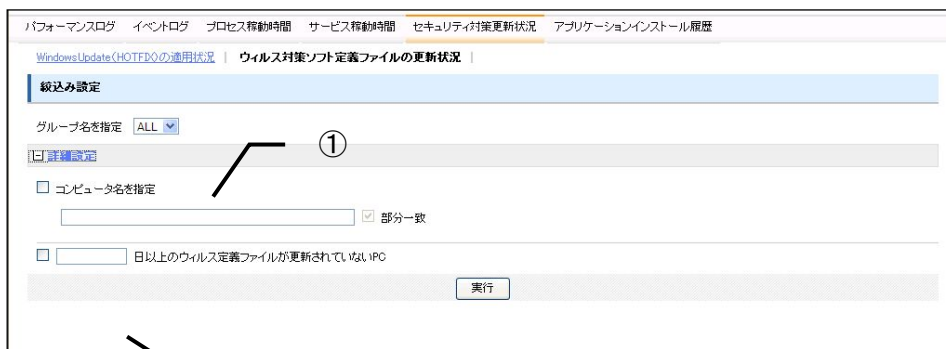 パフォーマンスログ イベントログ プロセス稼動時間 サービス稼動時間 セキュリティ対策更新状況 アプリケーションインストール履歴
WindowsUpdate(HOTFIX)の適用状況 | ウィルス対策ソフト定義ファイルの更新状況 |
絞込み設定
グループ名を指定 ALL
詳細設定
①
コンピュータ名を指定
部分一致
日以上のウィルス定義ファイルが更新されていないPC
実行